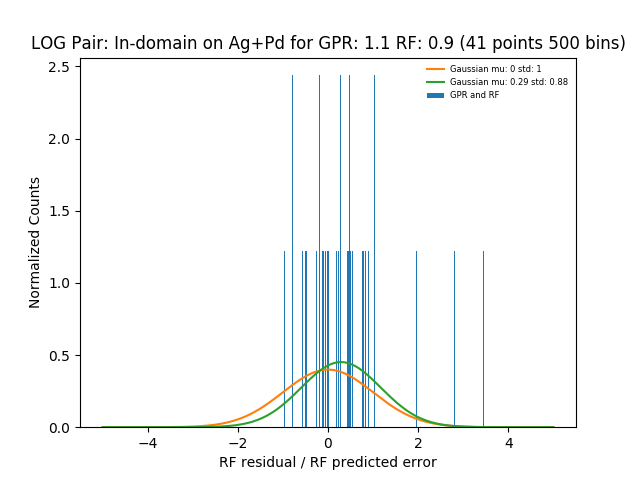 LOG Pair: In-domain on Ag+Pd for GPR: 1.1 RF: 0.9 (41 points 500 bins)
Gaussian mu: 0 std: 1
Gaussian mu: 0.29 std: 0.88
GPR and RF
Normalized Counts
2.5
2.0
1.5
1.0
0.5
0.0
−4
−2
0
2
4
RF residual / RF predicted error